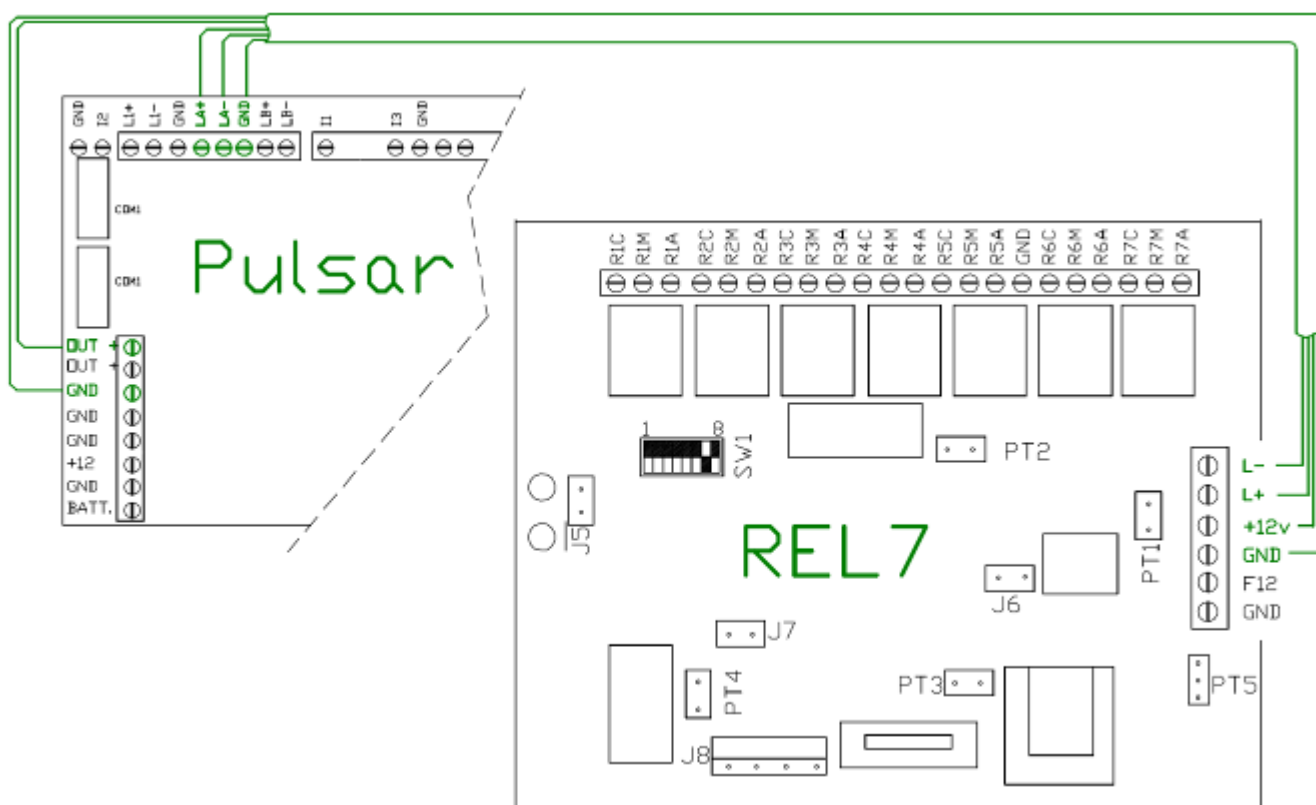 GND I2 L1+ L1- GND LA+ LA- GND LB+ LB- I1 I3 GND
COM1
Pulsar
COM1
OUT +
OUT +
GND
GND
GND
+12
GND
BATT.
R1C R1M R1A R2C R2M R2A R3C R3M R3A R4C R4M R4A R5C R5M R5A GND R6C R6M R6A R7C R7M R7A
1 8
SW1
PT2
J5
REL7
PT1
L-
L+
+12v
GND
F12
GND
J6
J7
PT4
PT3
PT5
J8